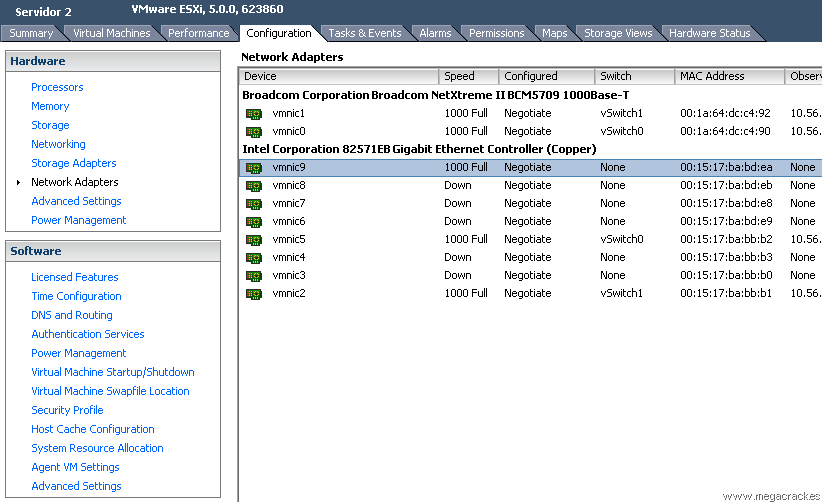 Servidor 2 VMware ESXi, 5.0.0, 623860
Summary Virtual Machines Performance Configuration Tasks & Events Alarms Permissions Maps Storage Views Hardware Status
Hardware
Processors
Memory
Storage
Networking
Storage Adapters
Network Adapters
Advanced Settings
Power Management
Software
Licensed Features
Time Configuration
DNS and Routing
Authentication Services
Power Management
Virtual Machine Startup/Shutdown
Virtual Machine Swapfile Location
Security Profile
Host Cache Configuration
System Resource Allocation
Agent VM Settings
Advanced Settings
Network Adapters
Device Speed Configured Switch MAC Address Observ
Broadcom Corporation Broadcom NetXtreme II BCM5709 1000Base-T
vmnic1 1000 Full Negotiate vSwitch1 00:1a:64:dc:c4:92 10.56.
vmnic0 1000 Full Negotiate vSwitch0 00:1a:64:dc:c4:90 10.56.
Intel Corporation 82571EB Gigabit Ethernet Controller (Copper)
vmnic9 1000 Full Negotiate None 00:15:17:ba:bd:ea None
vmnic8 Down Negotiate None 00:15:17:ba:bd:eb None
vmnic7 Down Negotiate None 00:15:17:ba:bd:e8 None
vmnic6 Down Negotiate None 00:15:17:ba:bd:e9 None
vmnic5 1000 Full Negotiate vSwitch0 00:15:17:ba:bb:b2 10.56.
vmnic4 Down Negotiate None 00:15:17:ba:bb:b3 None
vmnic3 Down Negotiate None 00:15:17:ba:bb:b0 None
vmnic2 1000 Full Negotiate vSwitch1 00:15:17:ba:bb:b1 10.56.
www.megacrack.es